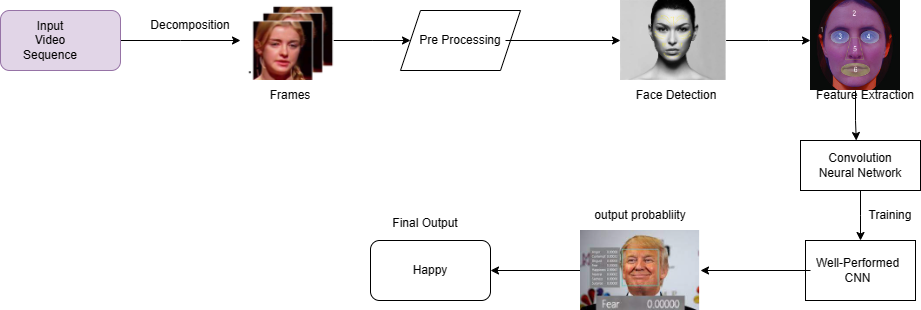 Input
Video
Sequence
Decomposition
Frames
Pre Processing
Face Detection
2
3
4
5
6
Feature Extraction
Convolution
Neural Network
Training
Well-Performed
CNN
output probabliity
Fear 0.00000
Final Output
Happy